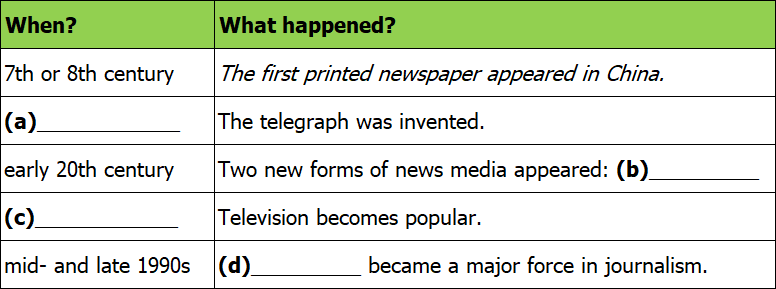 When? What happened?
7th or 8th century The first printed newspaper appeared in China.
(a)_____________ The telegraph was invented.
early 20th century Two new forms of news media appeared: (b)__________
(c)_____________ Television becomes popular.
mid- and late 1990s (d)__________ became a major force in journalism.